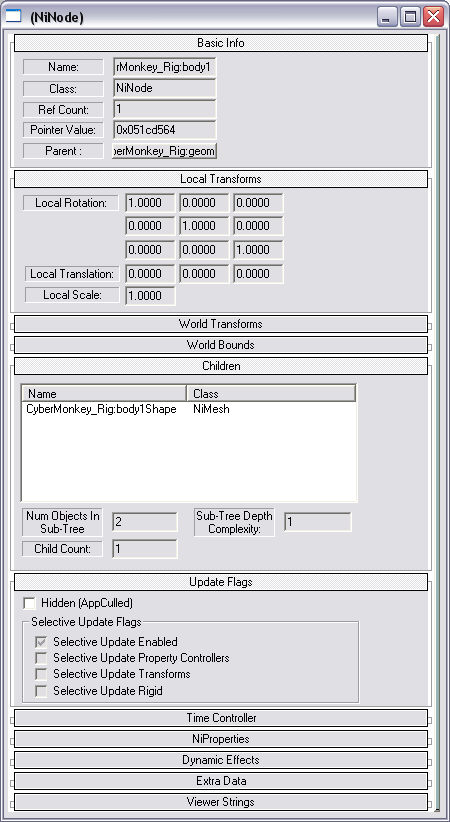 (NiNode)
Basic Info
Name: rMonkey_Rig:body1
Class: NiNode
Ref Count: 1
Pointer Value: 0x051cd564
Parent : berMonkey_Rig:geom
Local Transforms
Local Rotation: 1.0000 0.0000 0.0000
0.0000 1.0000 0.0000
0.0000 0.0000 1.0000
Local Translation: 0.0000 0.0000 0.0000
Local Scale: 1.0000
World Transforms
World Bounds
Children
Name Class
CyberMonkey_Rig:body1Shape NiMesh
Num Objects In
Sub-Tree
2
Sub-Tree Depth
Complexity:
1
Child Count: 1
Update Flags
Hidden (AppCulled)
Selective Update Flags
Selective Update Enabled
Selective Update Property Controllers
Selective Update Transforms
Selective Update Rigid
Time Controller
NiProperties
Dynamic Effects
Extra Data
Viewer Strings